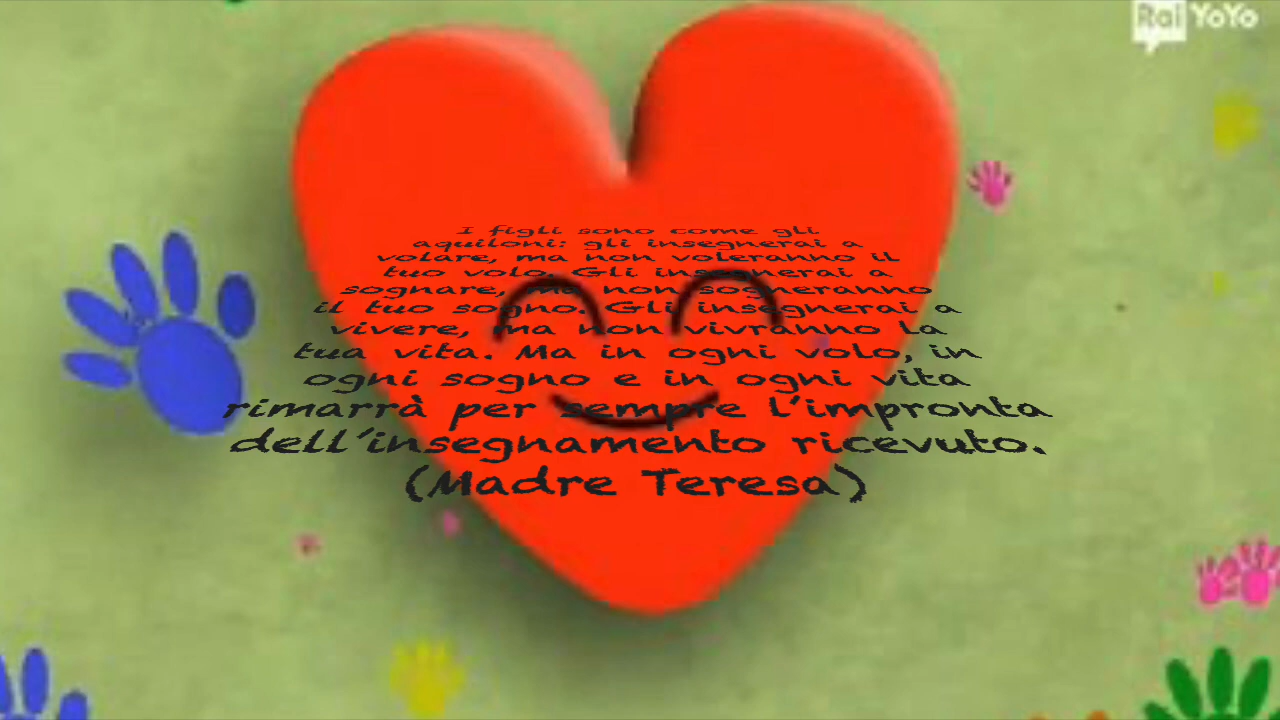 Rai YoYo
I figli sono come gli
aquiloni: gli insegnerai a
volare, ma non voleranno il
tuo volo. Gli insegnerai a
sognare, ma non sogneranno
il tuo sogno. Gli insegnerai a
vivere, ma non vivranno la
tua vita. Ma in ogni volo, in
ogni sogno e in ogni vita
rimarrà per sempre l'impronta
dell'insegnamento ricevuto.
(Madre Teresa)